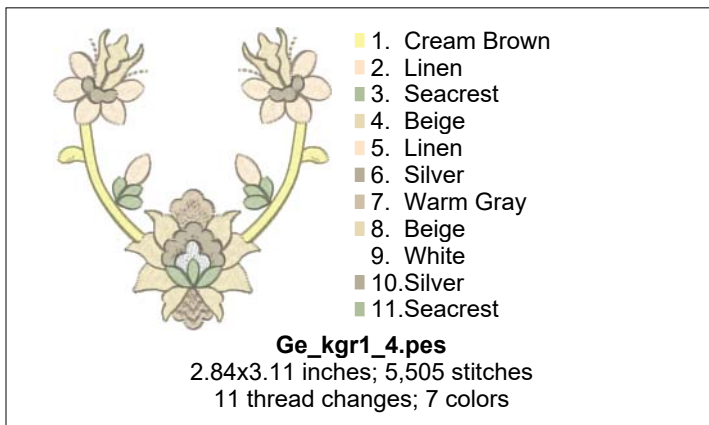 1. Cream Brown
2. Linen
3. Seacrest
4. Beige
5. Linen
6. Silver
7. Warm Gray
8. Beige
9. White
10.Silver
11.Seacrest
Ge_kgr1_4.pes
2.84x3.11 inches; 5,505 stitches
11 thread changes; 7 colors